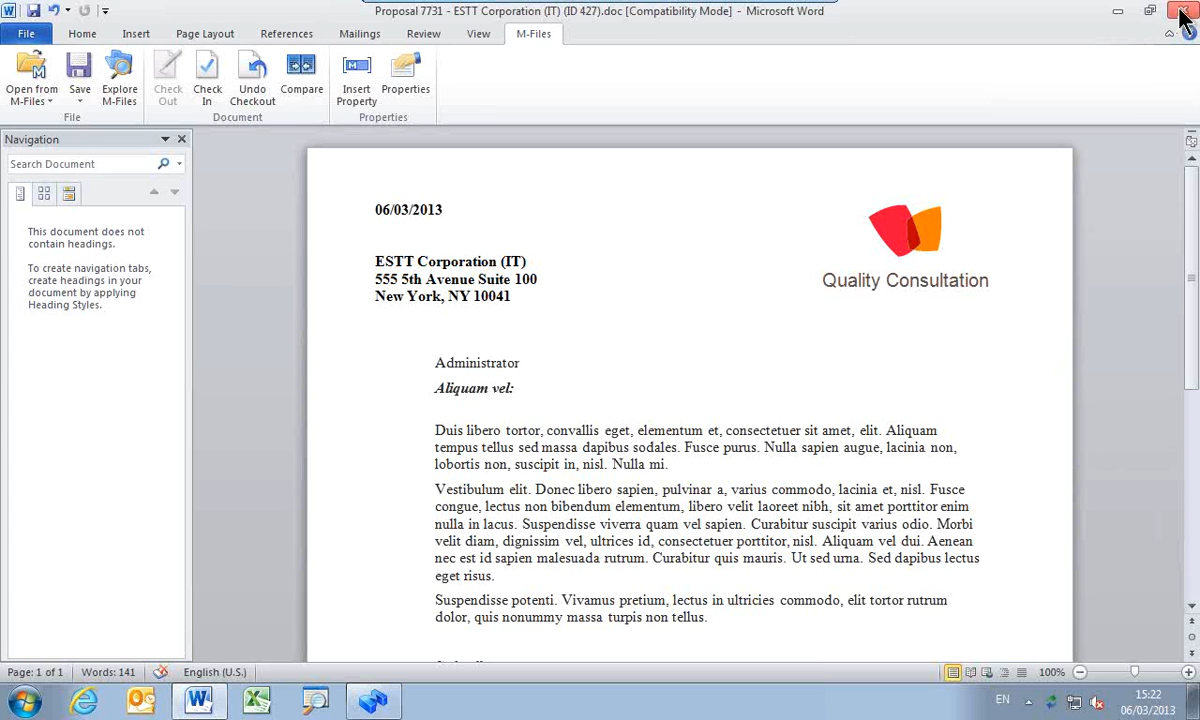 Proposal 7731 - ESTT Corporation (IT) (ID 427).doc [Compatibility Mode] - Microsoft Word
File Home Insert Page Layout References Mailings Review View M-Files
Open from M-Files
Save
Explore M-Files
Check Out
Check In
Undo Checkout
Compare
Insert Property
Properties
File Document Properties
Navigation
Search Document
This document does not
contain headings.
To create navigation tabs,
create headings in your
document by applying
Heading Styles.
06/03/2013
Quality Consultation
ESTT Corporation (IT)
555 5th Avenue Suite 100
New York, NY 10041
Administrator
Aliquam vel:
Duis libero tortor, convallis eget, elementum et, consectetuer sit amet, elit. Aliquam
tempus tellus sed massa dapibus sodales. Fusce purus. Nulla sapien augue, lacinia non,
lobortis non, suscipit in, nisl. Nulla mi.
Vestibulum elit. Donec libero sapien, pulvinar a, varius commodo, lacinia et, nisl. Fusce
congue, lectus non bibendum elementum, libero velit laoreet nibh, sit amet porttitor enim
nulla in lacus. Suspendisse viverra quam vel sapien. Curabitur suscipit varius odio. Morbi
velit diam, dignissim vel, ultrices id, consectetuer porttitor, nisl. Aliquam vel dui. Aenean
nec est id sapien malesuada rutrum. Curabitur quis mauris. Ut sed urna. Sed dapibus lectus
eget risus.
Suspendisse potenti. Vivamus pretium, lectus in ultricies commodo, elit tortor rutrum
dolor, quis nonummy massa turpis non tellus.
Page: 1 of 1 Words: 141 English (U.S.) 100%
EN 15:22
06/03/2013